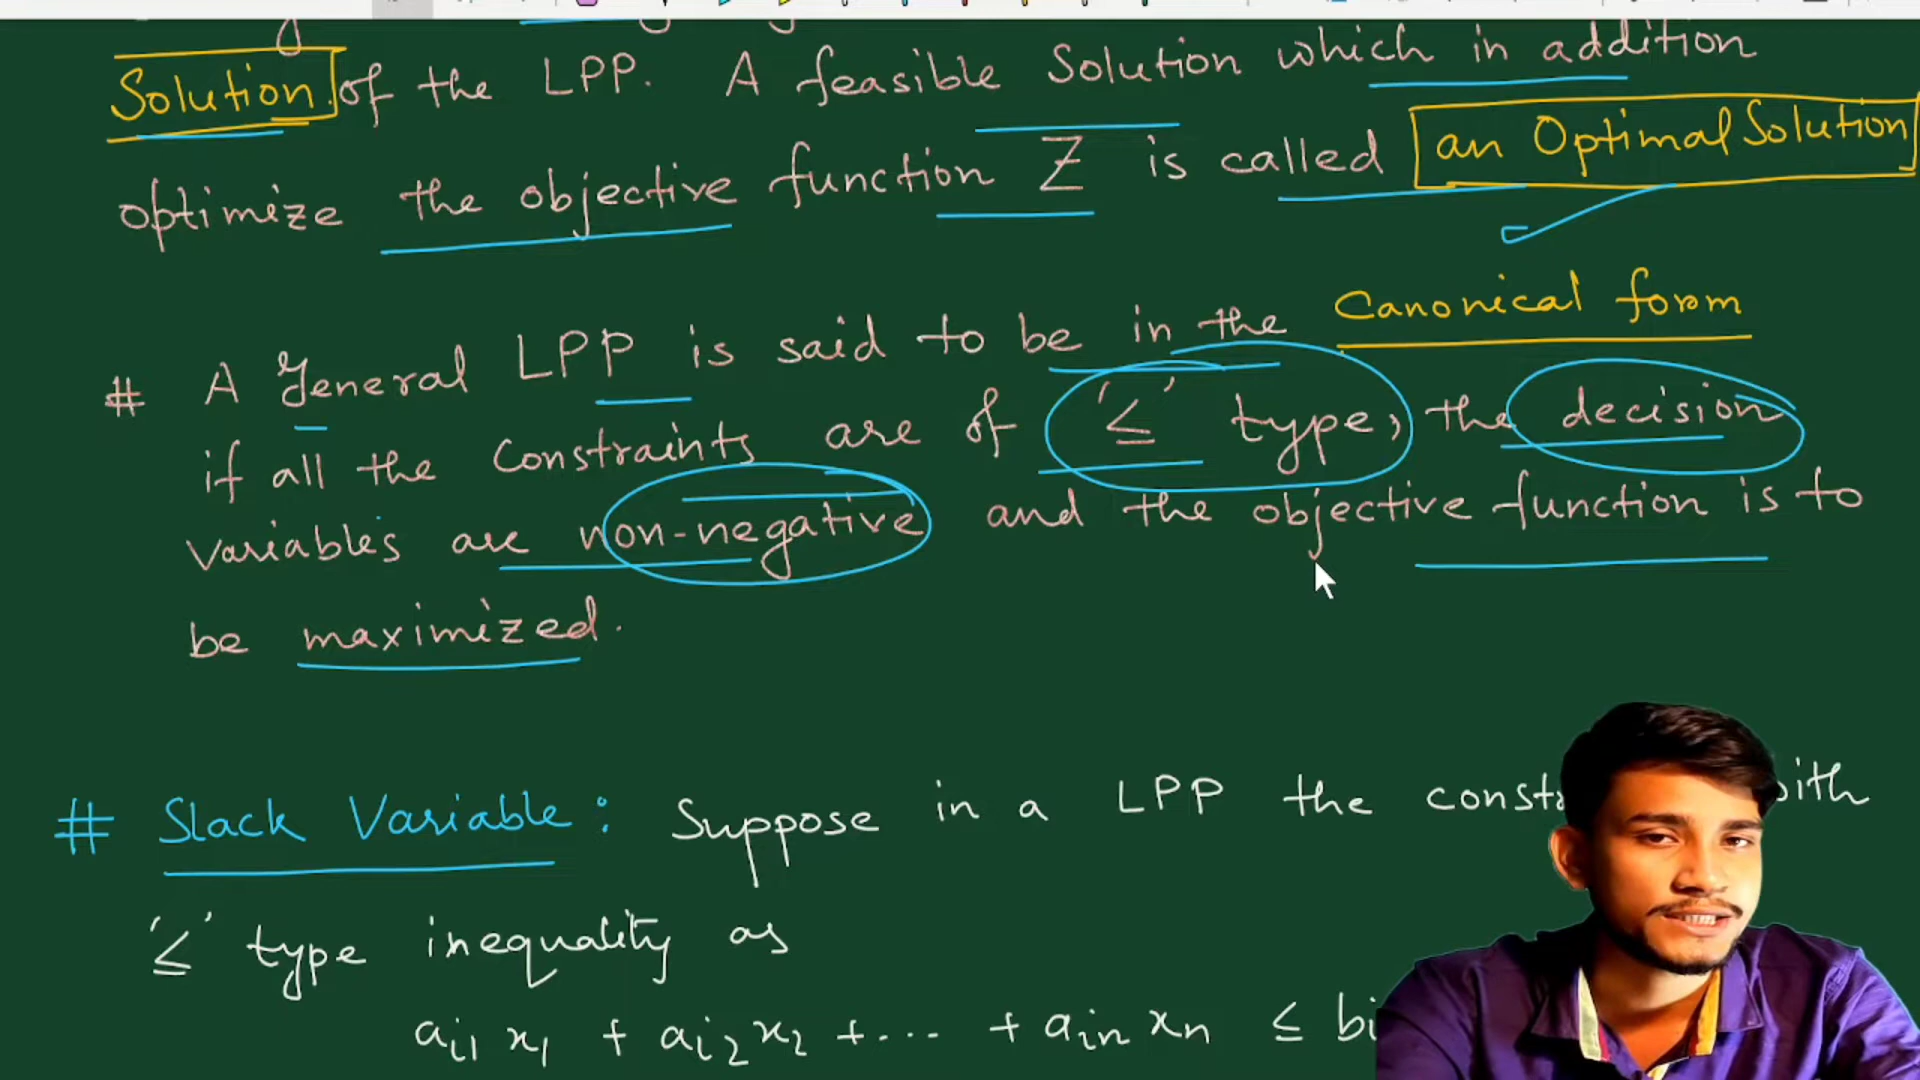 Solution of the LPP. A feasible Solution which in addition
optimize the objective function Z is called an Optimal Solution
# A General LPP is said to be in the Canonical form
if all the Constraints are of '≤' type, the decision
variables are non-negative and the objective function is to
be maximized.
# Slack Variable: Suppose in a LPP the with
'≤' type inequality as
ai1 x1 + ai2 x2 + ... + ain xn ≤ bi